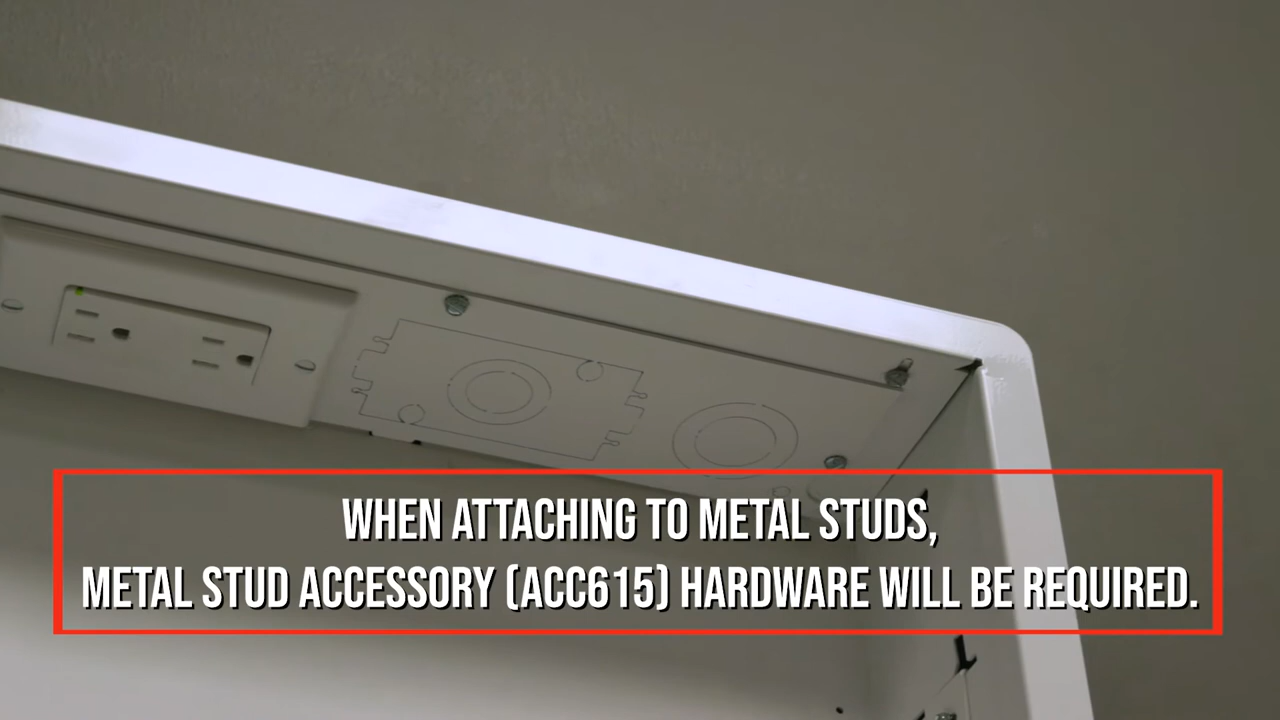 WHEN ATTACHING TO METAL STUDS,
METAL STUD ACCESSORY (ACC615) HARDWARE WILL BE REQUIRED.